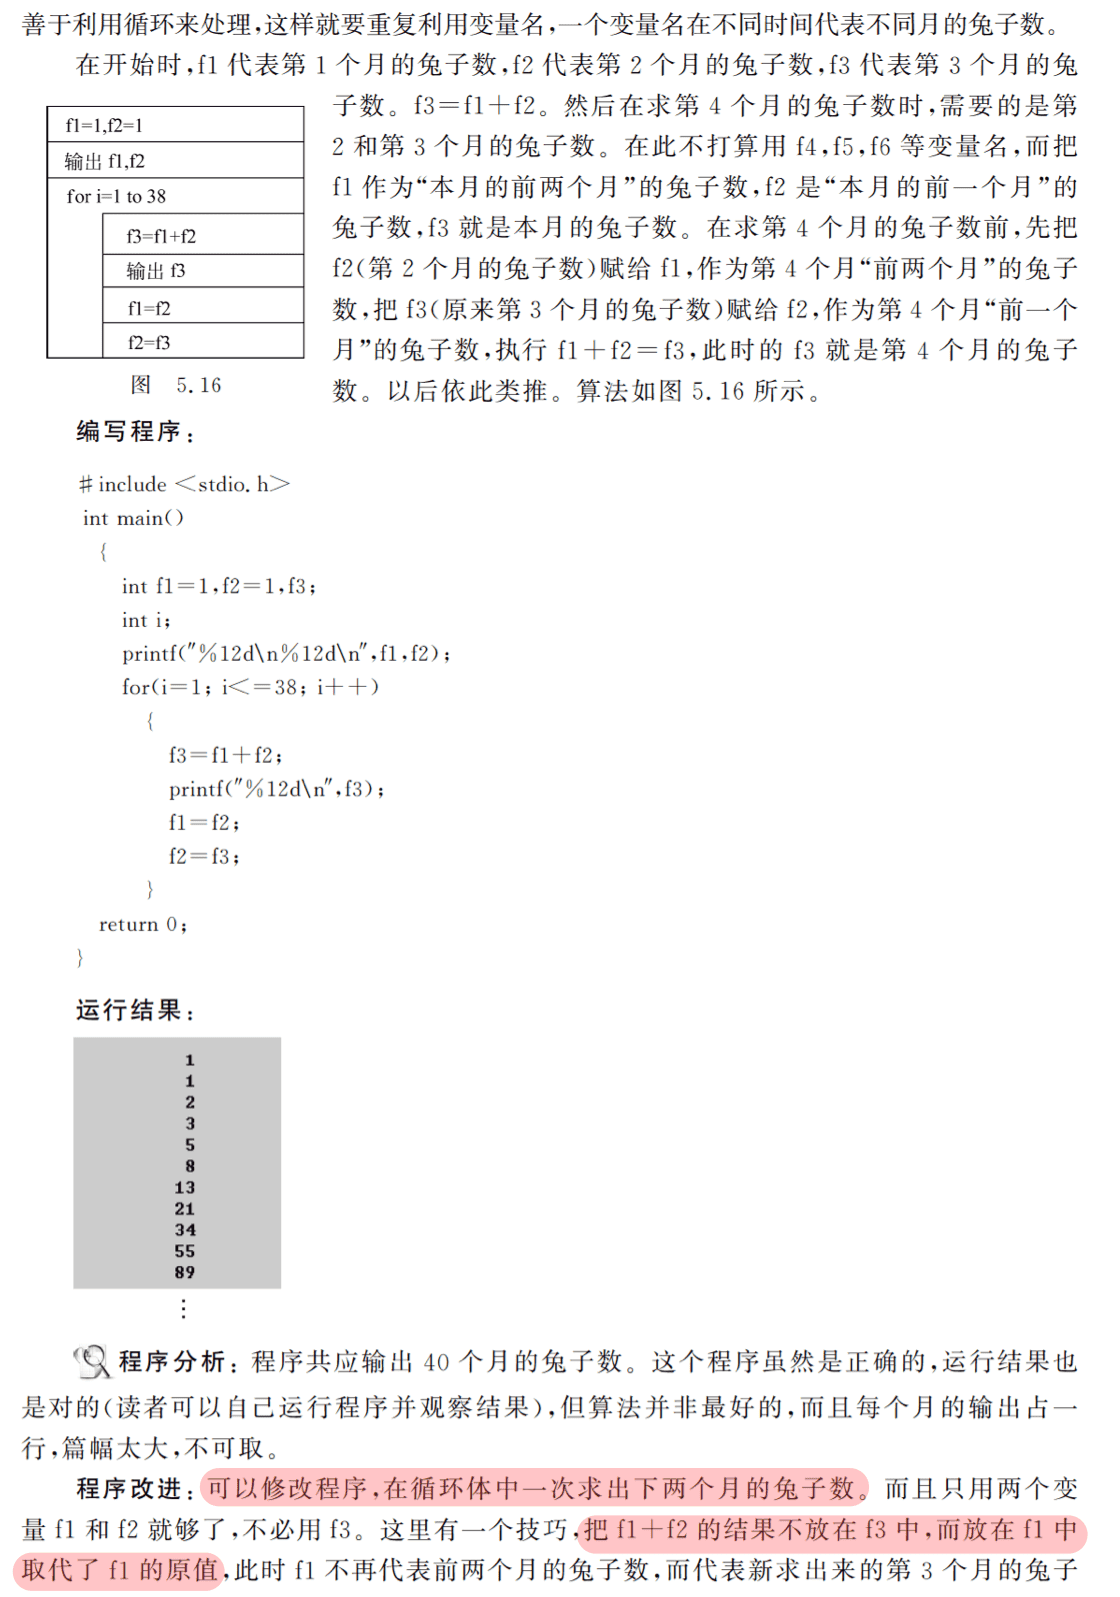 善于利用循环来处理,这样就要重复利用变量名,一个变量名在不同时间代表不同月的兔子数。
在开始时,f1 代表第 1 个月的兔子数,f2 代表第 2 个月的兔子数,f3 代表第 3 个月的兔
子数。f3=f1+f2。然后在求第 4 个月的兔子数时,需要的是第
2 和第 3 个月的兔子数。在此不打算用 f4,f5,f6 等变量名,而把
f1 作为“本月的前两个月”的兔子数,f2 是“本月的前一个月”的
兔子数,f3 就是本月的兔子数。在求第 4 个月的兔子数前,先把
f2(第 2 个月的兔子数)赋给 f1,作为第 4 个月“前两个月”的兔子
数,把 f3(原来第 3 个月的兔子数)赋给 f2,作为第 4 个月“前一个
月”的兔子数,执行 f1+f2=f3,此时的 f3 就是第 4 个月的兔子
数。以后依此类推。算法如图 5.16 所示。
f1=1,f2=1
输出 f1,f2
for i=1 to 38
f3=f1+f2
输出 f3
f1=f2
f2=f3
图 5.16
编写程序:
#include <stdio.h>
int main()
{
int f1=1,f2=1,f3;
int i;
printf("%12d\n%12d\n",f1,f2);
for(i=1; i<=38; i++)
{
f3=f1+f2;
printf("%12d\n",f3);
f1=f2;
f2=f3;
}
return 0;
}
运行结果:
1
1
2
3
5
8
13
21
34
55
89
⋮
程序分析:程序共应输出 40 个月的兔子数。这个程序虽然是正确的,运行结果也
是对的(读者可以自己运行程序并观察结果),但算法并非最好的,而且每个月的输出占一
行,篇幅太大,不可取。
程序改进:可以修改程序,在循环体中一次求出下两个月的兔子数。而且只用两个变
量 f1 和 f2 就够了,不必用 f3。这里有一个技巧,把 f1+f2 的结果不放在 f3 中,而放在 f1 中
取代了 f1 的原值,此时 f1 不再代表前两个月的兔子数,而代表新求出来的第 3 个月的兔子